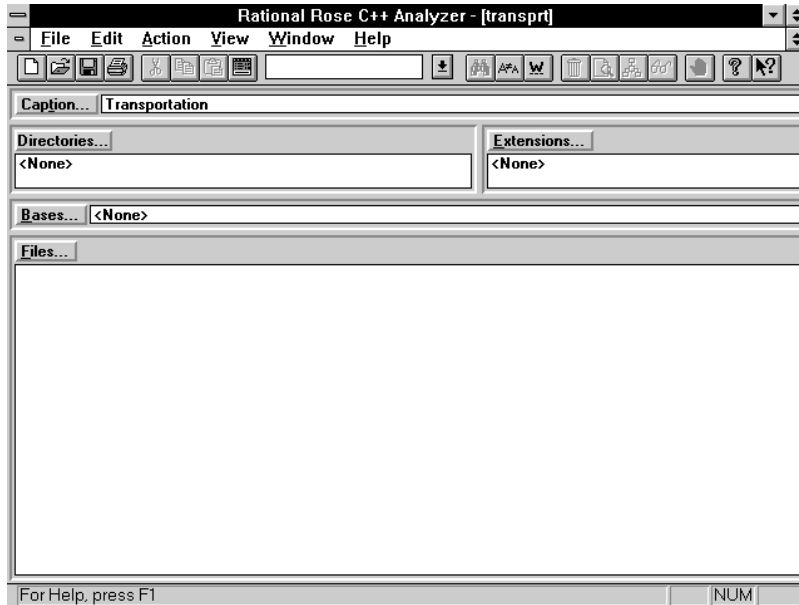 Rational Rose C++ Analyzer - [transprt]
File Edit Action View Window Help
Caption... Transportation
Directories...
<None>
Extensions...
<None>
Bases... <None>
Files...
For Help, press F1
NUM